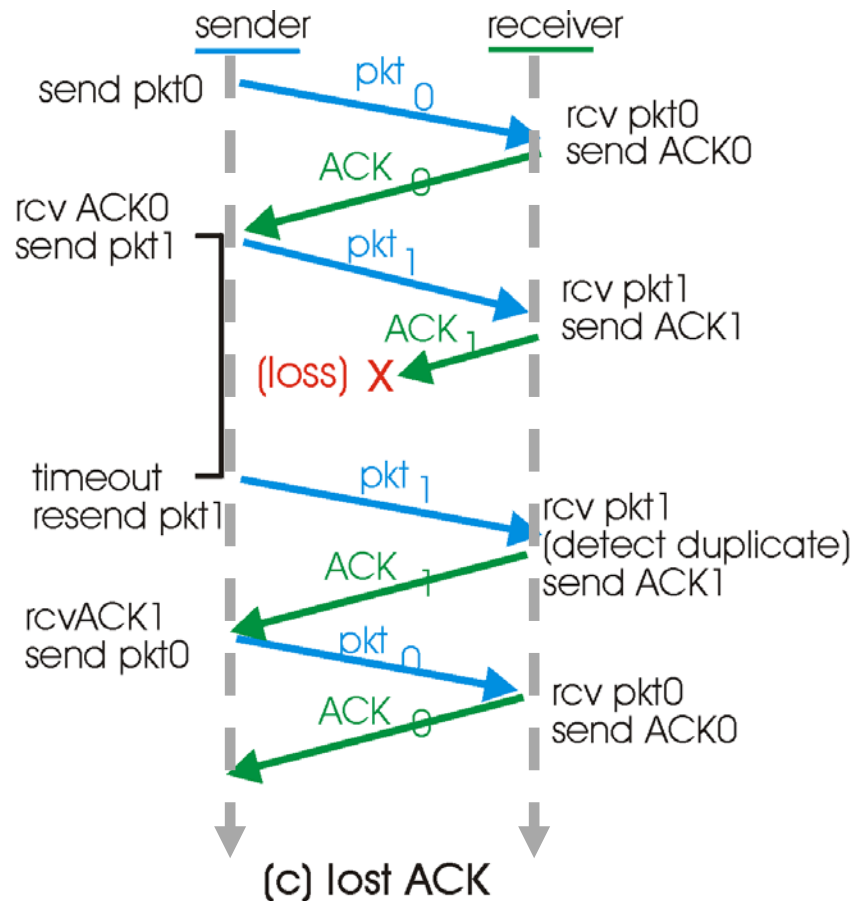 sender
receiver
send pkt0
pkt 0
rcv pkt0
send ACK0
ACK 0
rcv ACK0
send pkt1
pkt 1
rcv pkt1
send ACK1
ACK 1
(loss) X
timeout
resend pkt1
pkt 1
rcv pkt1
(detect duplicate)
send ACK1
ACK 1
rcvACK1
send pkt0
pkt 0
rcv pkt0
send ACK0
ACK 0
(c) lost ACK